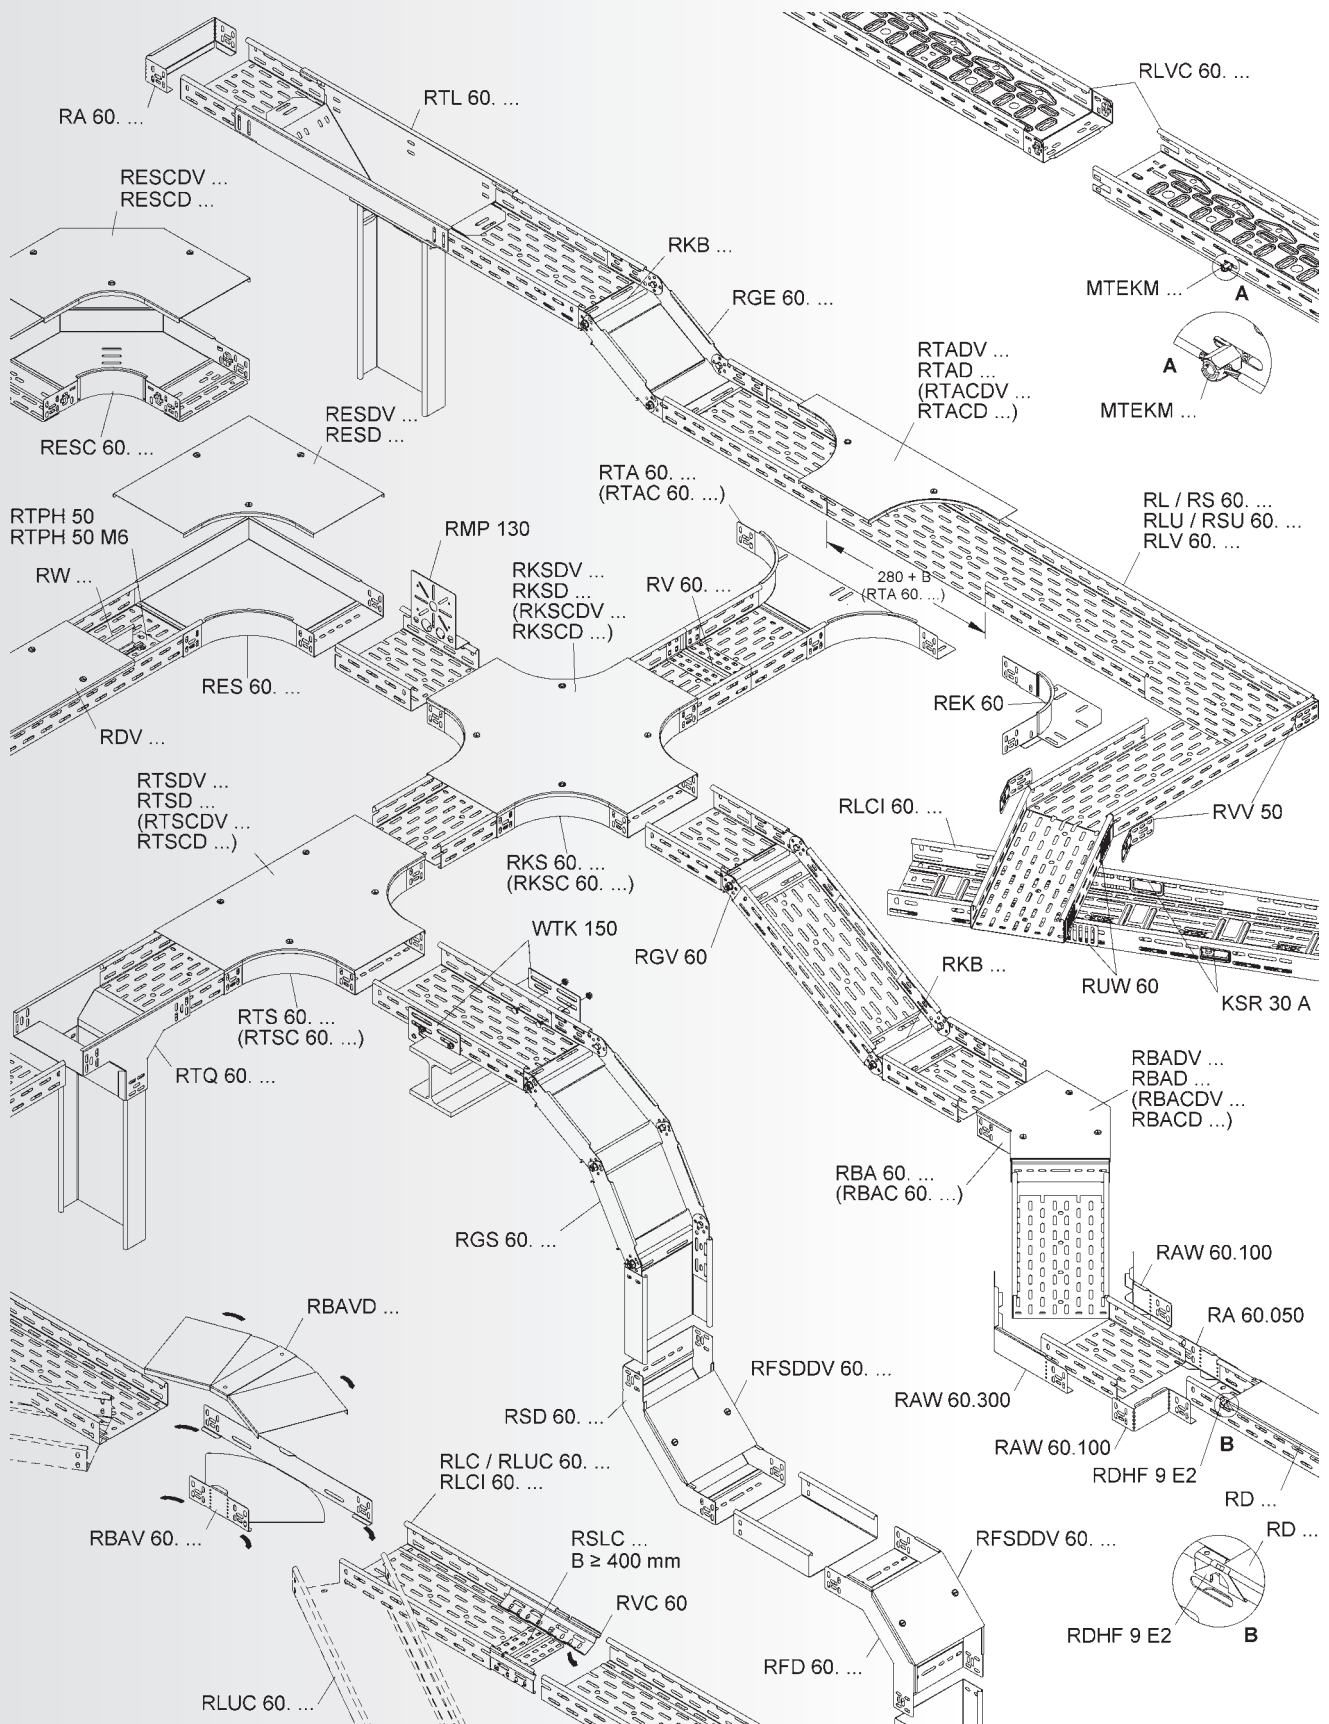 RLVC 60. ...
RTL 60. ...
RA 60. ...
RESCDV ...
RESCD ...
RKB ...
RGE 60. ...
MTEKM ...
A
A
MTEKM ...
RTADV ...
RTAD ...
(RTACDV ...
RTACD ...)
RESDV ...
RESD ...
RESC 60. ...
RTA 60. ...
(RTAC 60. ...)
RL / RS 60. ...
RLU / RSU 60. ...
RLV 60. ...
RTPH 50
RTPH 50 M6
RW ...
RMP 130
RKSDV ...
RKSD ...
(RKSCDV ...
RKSCD ...)
RV 60. ...
280 + B
(RTA 60. ...)
RES 60. ...
REK 60
RDV ...
RTSDV ...
RTSD ...
(RTSCDV ...
RTSCD ...)
RLCI 60. ...
RVV 50
RKS 60. ...
(RKSC 60. ...)
WTK 150
RGV 60
RKB ...
RUW 60
KSR 30 A
RTS 60. ...
(RTSC 60. ...)
RTQ 60. ...
RBADV ...
RBAD ...
(RBACDV ...
RBACD ...)
RBA 60. ...
(RBAC 60. ...)
RGS 60. ...
RAW 60.100
RBAVD ...
RA 60.050
RFSDDV 60. ...
RAW 60.300
RSD 60. ...
RAW 60.100
B
RDHF 9 E2
RLC / RLUC 60. ...
RLCI 60. ...
RD ...
RBAV 60. ...
RSLC ...
B ≥ 400 mm
RFSDDV 60. ...
RD ...
RVC 60
RDHF 9 E2
B
RFD 60. ...
RLUC 60. ...